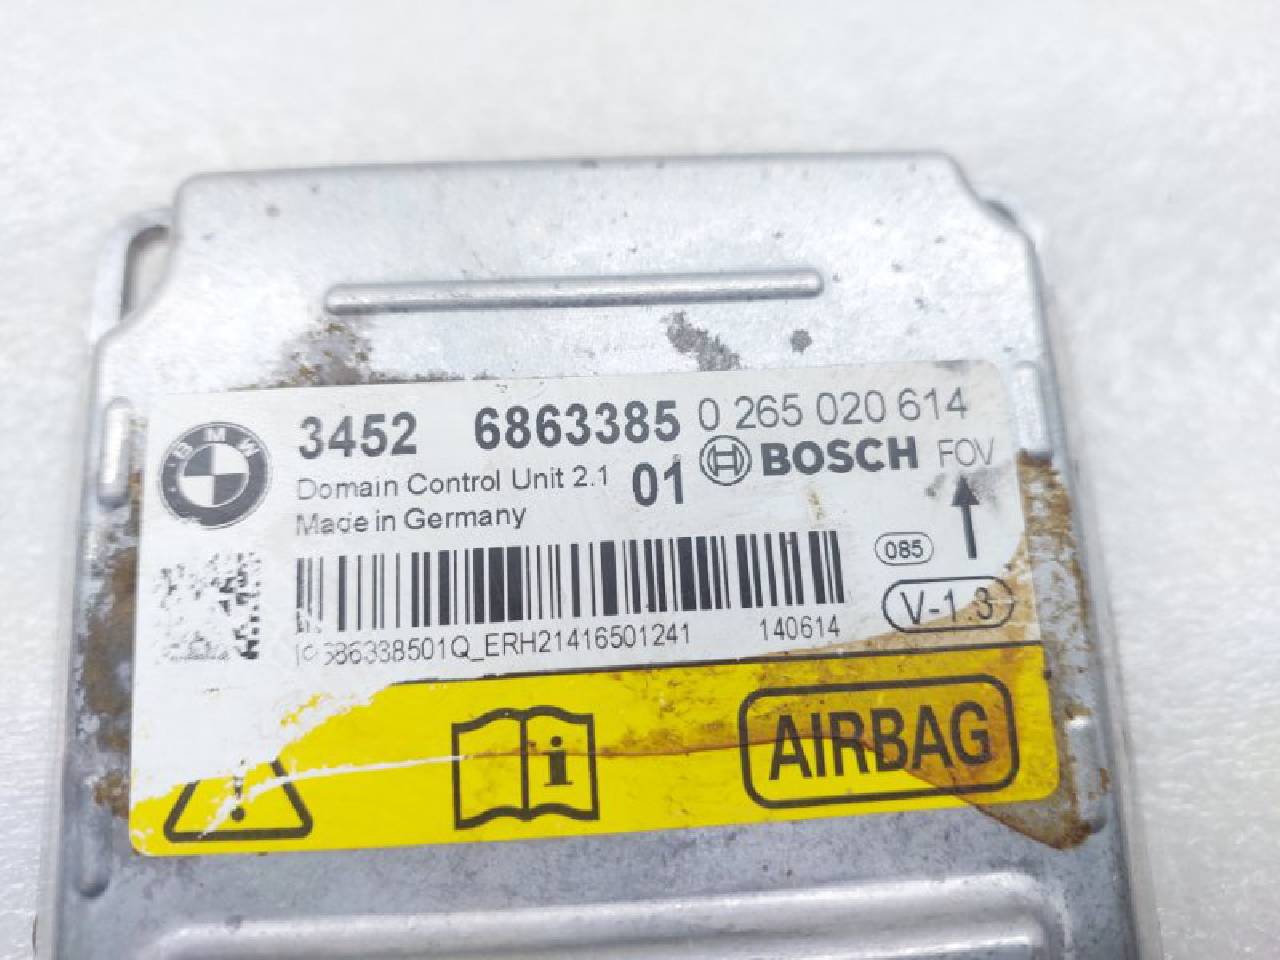 BMW
3452 6863385 0 265 020 614
Domain Control Unit 2.1 01 BOSCH FOV
Made in Germany
085
V-1.3
686338501Q_ERH21416501241 140614
i
AIRBAG